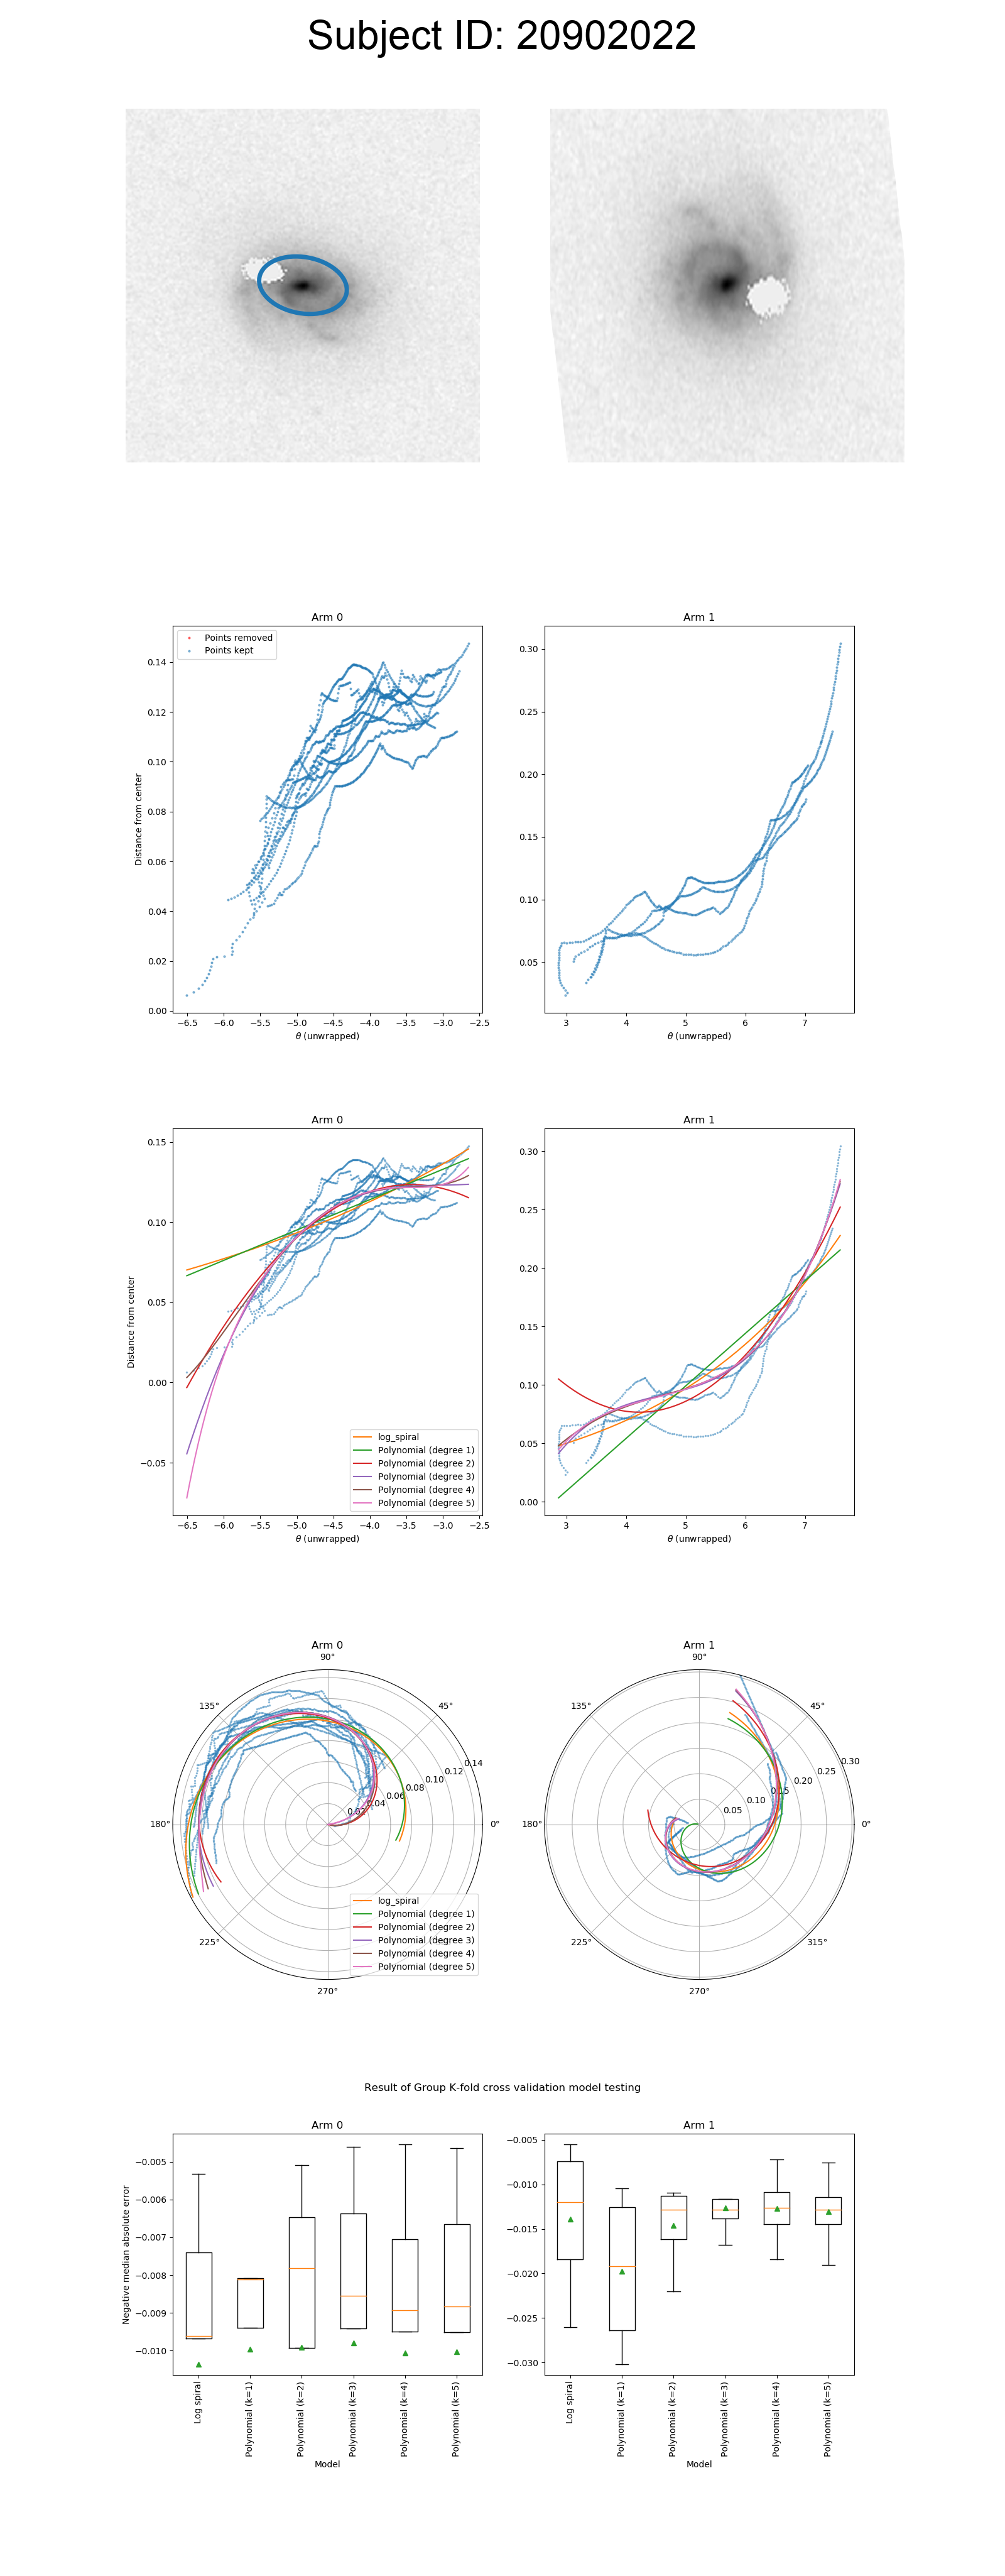 Subject ID: 20902022
Arm 0
Arm 1
Points removed
Points kept
Distance from center
0.14
0.12
0.10
0.08
0.06
0.04
0.02
0.00
−6.5 −6.0 −5.5 −5.0 −4.5 −4.0 −3.5 −3.0 −2.5
θ (unwrapped)
0.30
0.25
0.20
0.15
0.10
0.05
3 4 5 6 7
θ (unwrapped)
Arm 0
Arm 1
Distance from center
0.15
0.10
0.05
0.00
−0.05
log_spiral
Polynomial (degree 1)
Polynomial (degree 2)
Polynomial (degree 3)
Polynomial (degree 4)
Polynomial (degree 5)
−6.5 −6.0 −5.5 −5.0 −4.5 −4.0 −3.5 −3.0 −2.5
θ (unwrapped)
0.30
0.25
0.20
0.15
0.10
0.05
0.00
3 4 5 6 7
θ (unwrapped)
Arm 0
90°
135° 45°
180° 0°
225°
270°
0.02 0.04 0.06 0.08 0.10 0.12 0.14
log_spiral
Polynomial (degree 1)
Polynomial (degree 2)
Polynomial (degree 3)
Polynomial (degree 4)
Polynomial (degree 5)
Arm 1
90°
135° 45°
180° 0°
225° 315°
270°
0.05 0.10 0.15 0.20 0.25 0.30
Result of Group K-fold cross validation model testing
Arm 0
Arm 1
Negative median absolute error
−0.005
−0.006
−0.007
−0.008
−0.009
−0.010
Log spiral
Polynomial (k=1)
Polynomial (k=2)
Polynomial (k=3)
Polynomial (k=4)
Polynomial (k=5)
Model
−0.005
−0.010
−0.015
−0.020
−0.025
−0.030
Log spiral
Polynomial (k=1)
Polynomial (k=2)
Polynomial (k=3)
Polynomial (k=4)
Polynomial (k=5)
Model